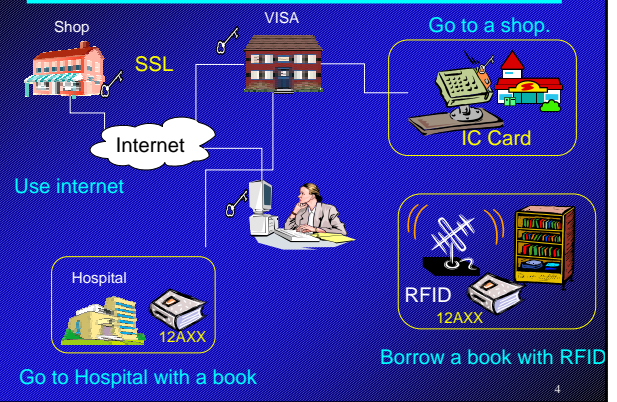 Shop
VISA
Go to a shop.
SSL
IC Card
Internet
Use internet
RFID
12AXX
Hospital
12AXX
Borrow a book with RFID
Go to Hospital with a book
4